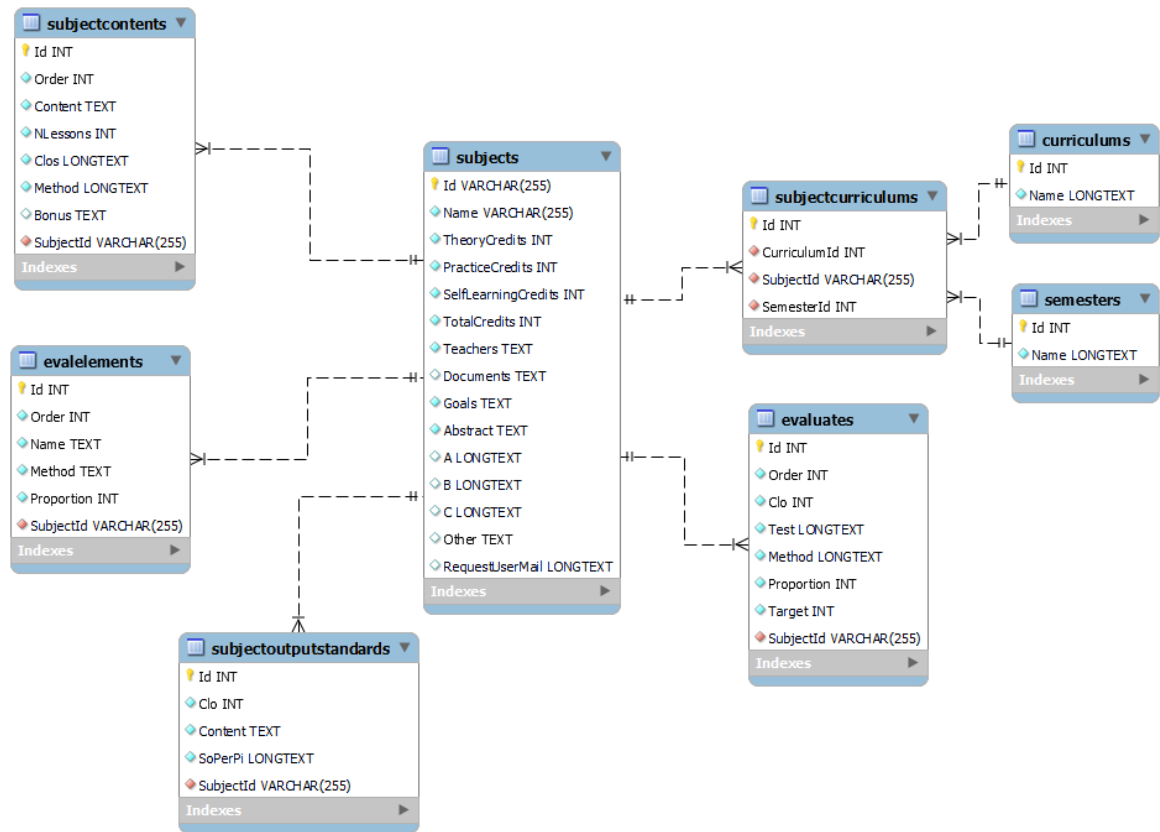 subjectcontents
Id INT
Order INT
Content TEXT
NLessons INT
Clos LONGTEXT
Method LONGTEXT
Bonus TEXT
SubjectId VARCHAR(255)
Indexes
evalelements
Id INT
Order INT
Name TEXT
Method TEXT
Proportion INT
SubjectId VARCHAR(255)
Indexes
subjectoutputstandards
Id INT
Clo INT
Content TEXT
SoPerPi LONGTEXT
SubjectId VARCHAR(255)
Indexes
subjects
Id VARCHAR(255)
Name VARCHAR(255)
TheoryCredits INT
PracticeCredits INT
SelfLearningCredits INT
TotalCredits INT
Teachers TEXT
Documents TEXT
Goals TEXT
Abstract TEXT
A LONGTEXT
B LONGTEXT
C LONGTEXT
Other TEXT
RequestUserMail LONGTEXT
Indexes
subjectcurriculums
Id INT
CurriculumId INT
SubjectId VARCHAR(255)
SemesterId INT
Indexes
evaluates
Id INT
Order INT
Clo INT
Test LONGTEXT
Method LONGTEXT
Proportion INT
Target INT
SubjectId VARCHAR(255)
Indexes
curriculums
Id INT
Name LONGTEXT
Indexes
semesters
Id INT
Name LONGTEXT
Indexes